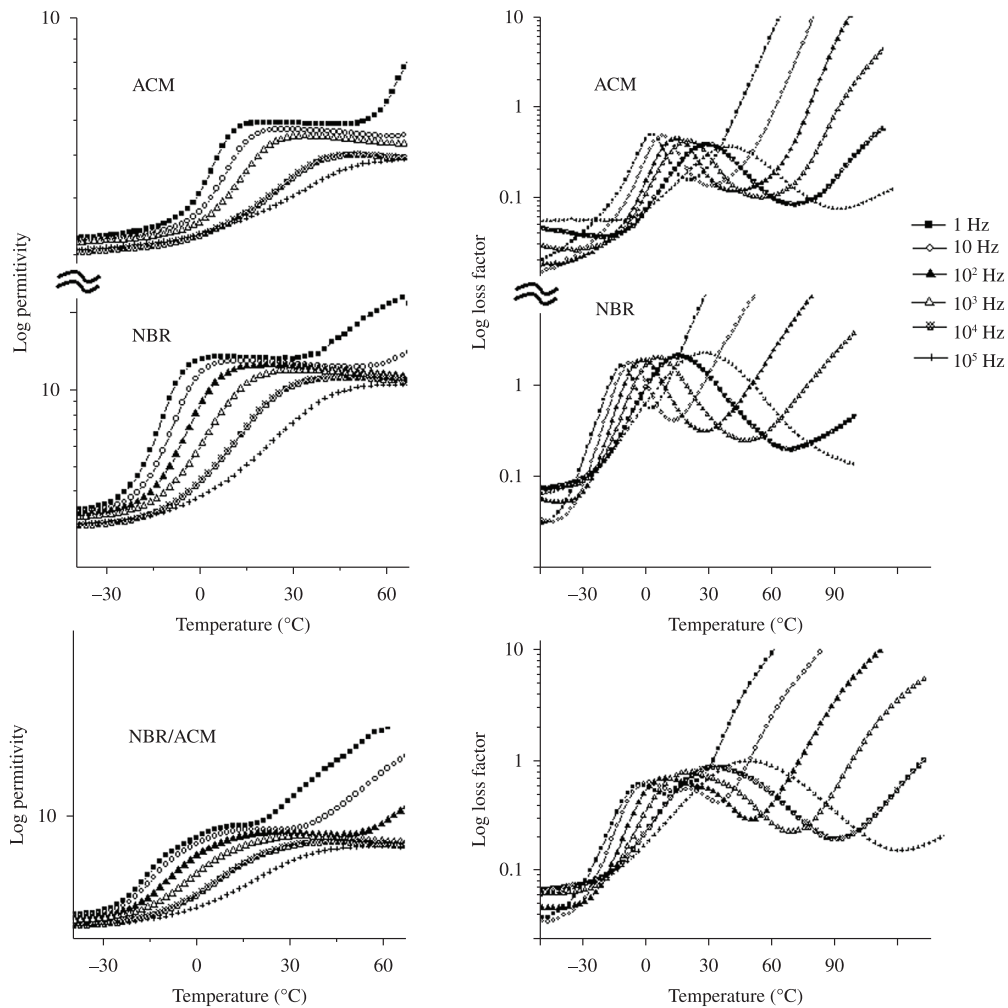 10
ACM
Log permitivity
NBR
10
−30
0
30
60
Temperature (°C)
10
ACM
1
0.1
Log loss factor
NBR
1
0.1
−30
0
30
60
90
Temperature (°C)
1 Hz
10 Hz
10² Hz
10³ Hz
10⁴ Hz
10⁵ Hz
NBR/ACM
Log permitivity
10
−30
0
30
60
Temperature (°C)
10
1
0.1
Log loss factor
−30
0
30
60
90
Temperature (°C)